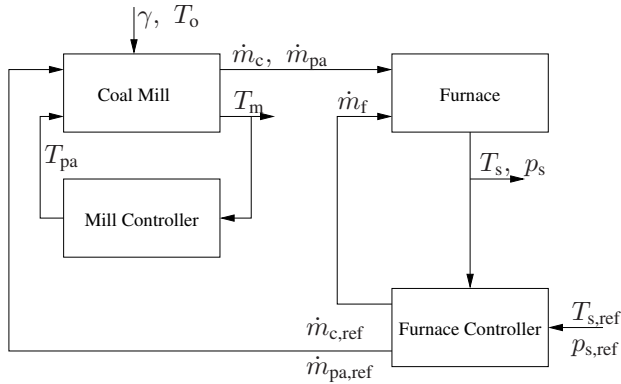 γ, T_o
ṁ_c, ṁ_pa
Coal Mill
Furnace
T_m
ṁ_f
T_pa
T_s, p_s
Mill Controller
T_s,ref
ṁ_c,ref
Furnace Controller
p_s,ref
ṁ_pa,ref